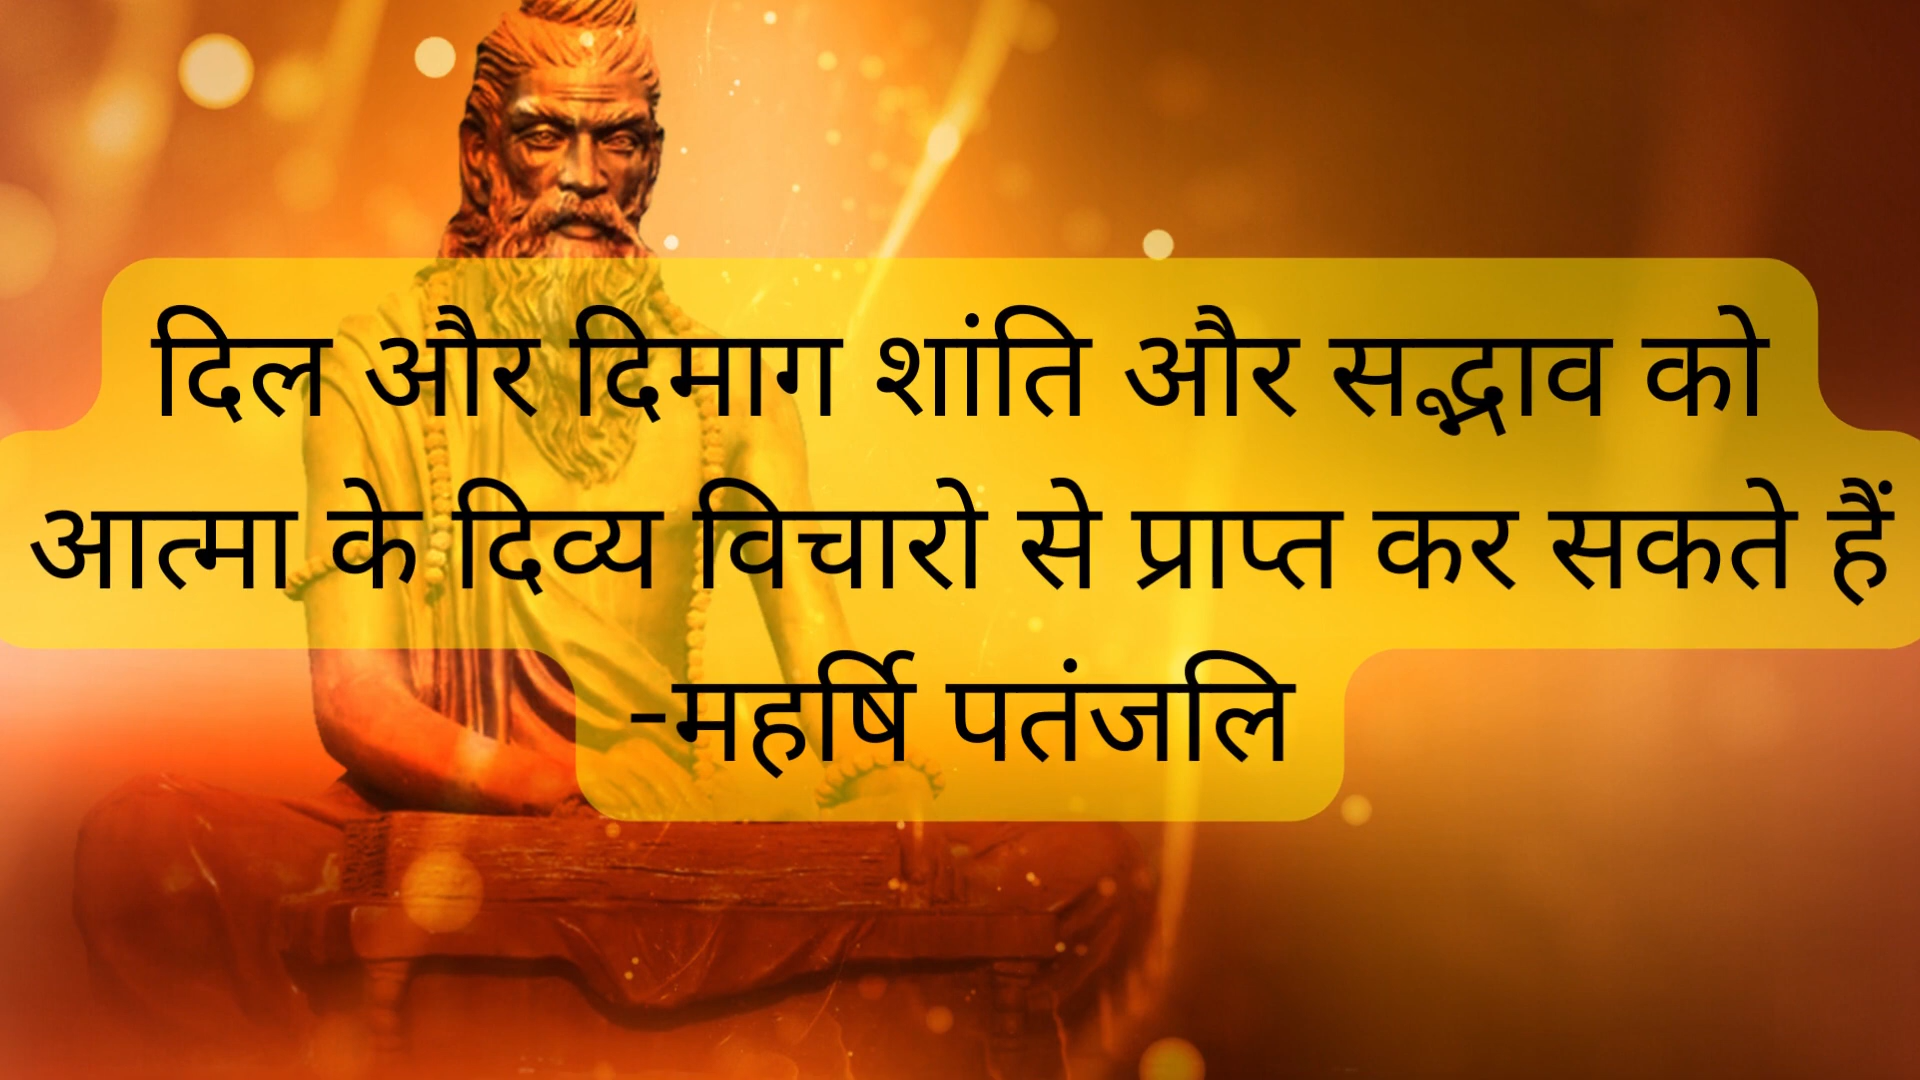 दिल और दिमाग शांति और सद्भाव को
आत्मा के दिव्य विचारो से प्राप्त कर सकते हैं
-महर्षि पतंजलि